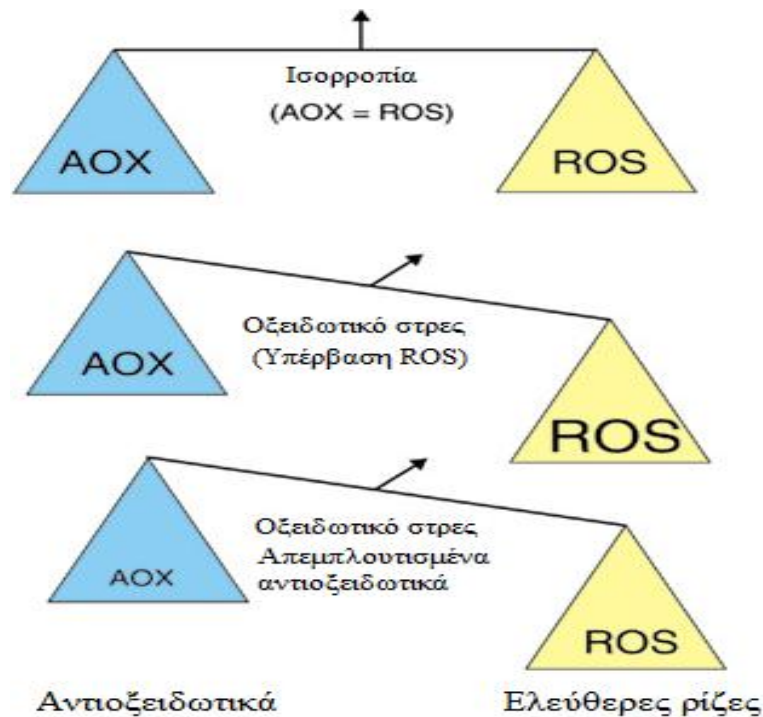 Ισορροπία
(AOX = ROS)
AOX
ROS
Οξειδωτικό στρες
(Υπέρβαση ROS)
AOX
ROS
Οξειδωτικό στρες
Απεμπλουτισμένα
αντιοξειδωτικά
AOX
ROS
Αντιοξειδωτικά
Ελεύθερες ρίζες